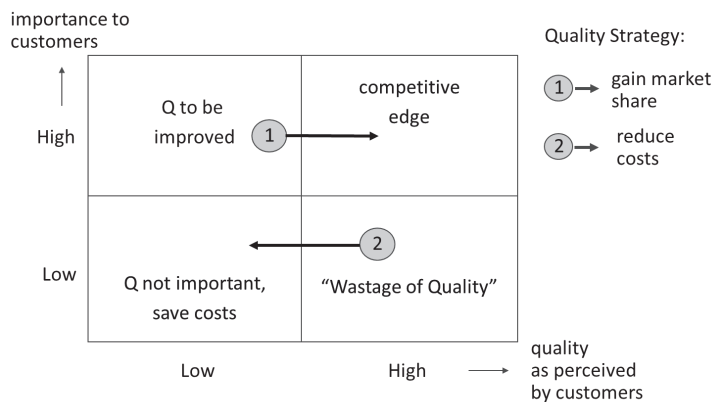 importance to
customers
Quality Strategy:
Q to be
improved
1
competitive
edge
1
gain market
share
High
2
reduce
costs
2
Low
Q not important,
save costs
“Wastage of Quality”
Low
High
quality
as perceived
by customers